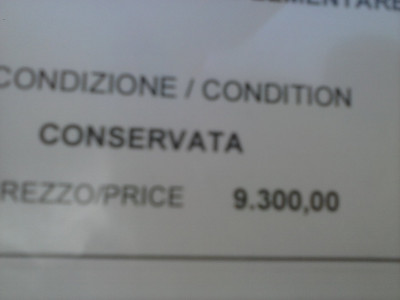 CONDIZIONE / CONDITION
CONSERVATA
REZZO/PRICE 9.300,00